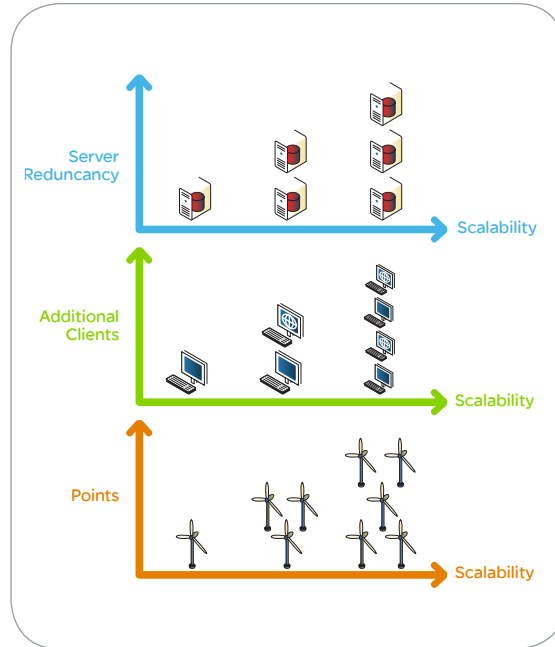 Server
Reduncancy
Scalability
Additional
Clients
Scalability
Points
Scalability